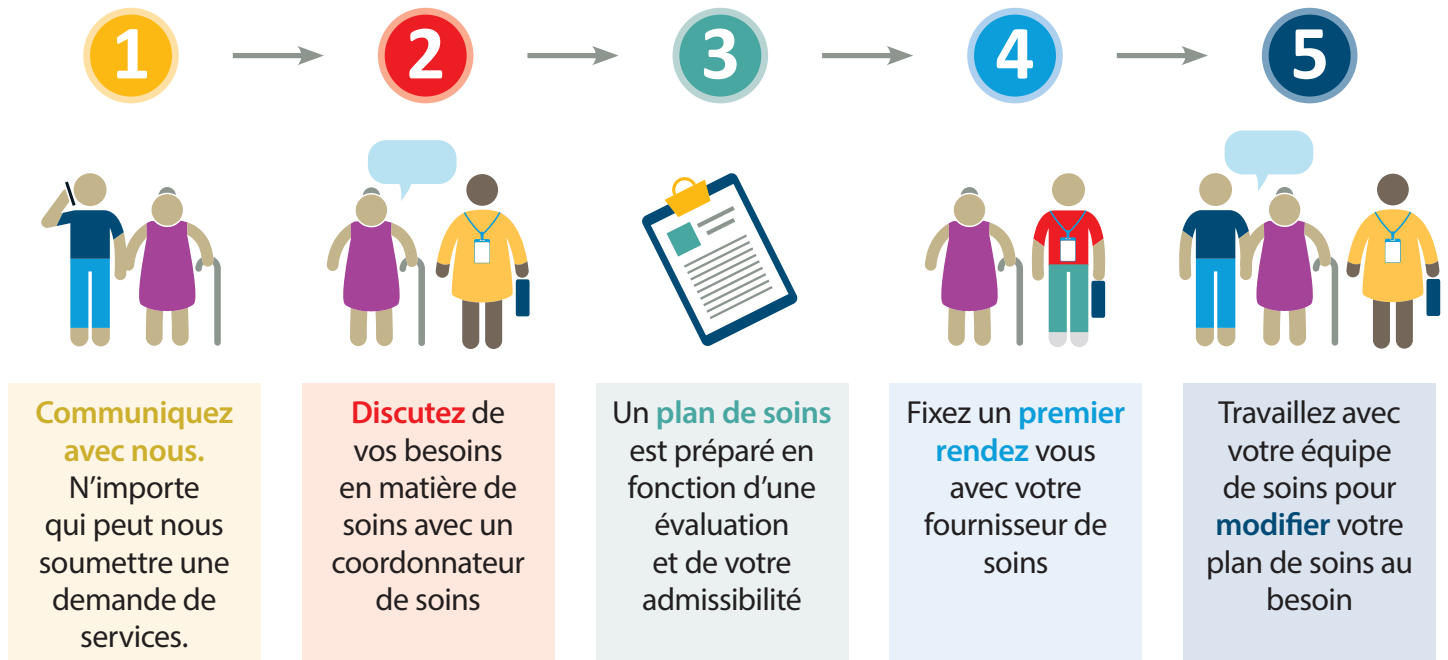 1
2
3
4
5
Communiquez
avec nous.
N'importe
qui peut nous
soumettre une
demande de
services.
Discutez de
vos besoins
en matière de
soins avec un
coordonnateur
de soins
Un plan de soins
est préparé en
fonction d'une
évaluation
et de votre
admissibilité
Fixez un premier
rendez vous
avec votre
fournisseur de
soins
Travaillez avec
votre équipe
de soins pour
modifier votre
plan de soins au
besoin